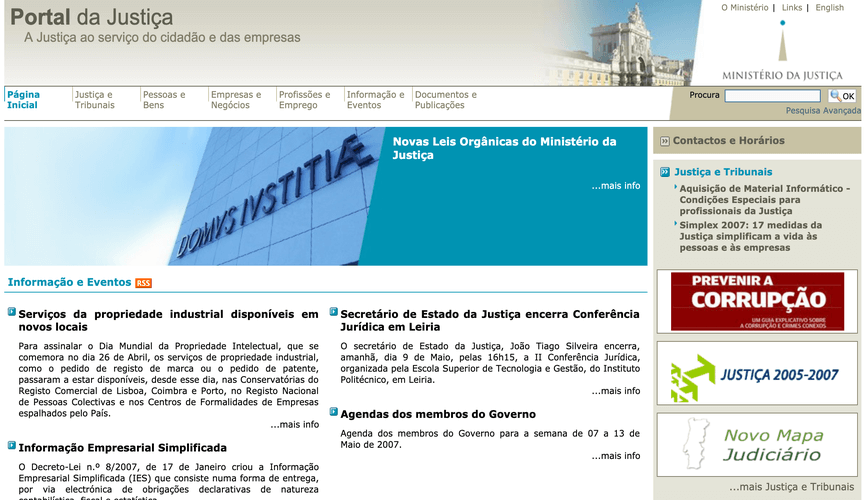 Portal da Justiça
A Justiça ao serviço do cidadão e das empresas
O Ministério | Links | English
MINISTÉRIO DA JUSTIÇA
Página
Inicial
Justiça e
Tribunais
Pessoas e
Bens
Empresas e
Negócios
Profissões e
Emprego
Informação e
Eventos
Documentos e
Publicações
Procura
OK
Pesquisa Avançada
DOMVS IVSTITIÆ
Novas Leis Orgânicas do Ministério da
Justiça
...mais info
Informação e Eventos RSS
Serviços da propriedade industrial disponíveis em
novos locais
Para assinalar o Dia Mundial da Propriedade Intelectual, que se
comemora no dia 26 de Abril, os serviços de propriedade industrial,
como o pedido de registo de marca ou o pedido de patente,
passaram a estar disponíveis, desde esse dia, nas Conservatórias do
Registo Comercial de Lisboa, Coimbra e Porto, no Registo Nacional
de Pessoas Colectivas e nos Centros de Formalidades de Empresas
espalhados pelo País.
...mais info
Informação Empresarial Simplificada
O Decreto-Lei n.º 8/2007, de 17 de Janeiro criou a Informação
Empresarial Simplificada (IES) que consiste numa forma de entrega,
por via electrónica de obrigações declarativas de natureza
contabilística, fiscal e estatística.
Secretário de Estado da Justiça encerra Conferência
Jurídica em Leiria
O secretário de Estado da Justiça, João Tiago Silveira encerra,
amanhã, dia 9 de Maio, pelas 16h15, a II Conferência Jurídica,
organizada pela Escola Superior de Tecnologia e Gestão, do Instituto
Politécnico, em Leiria.
...mais info
Agendas dos membros do Governo
Agenda dos membros do Governo para a semana de 07 a 13 de
Maio de 2007.
...mais info
Contactos e Horários
Justiça e Tribunais
Aquisição de Material Informático -
Condições Especiais para
profissionais da Justiça
Simplex 2007: 17 medidas da
Justiça simplificam a vida às
pessoas e às empresas
PREVENIR A
CORRUPÇÃO
UM GUIA EXPLICATIVO SOBRE
A CORRUPÇÃO E CRIMES CONEXOS
JUSTIÇA 2005-2007
Novo Mapa
Judiciário
...mais Justiça e Tribunais